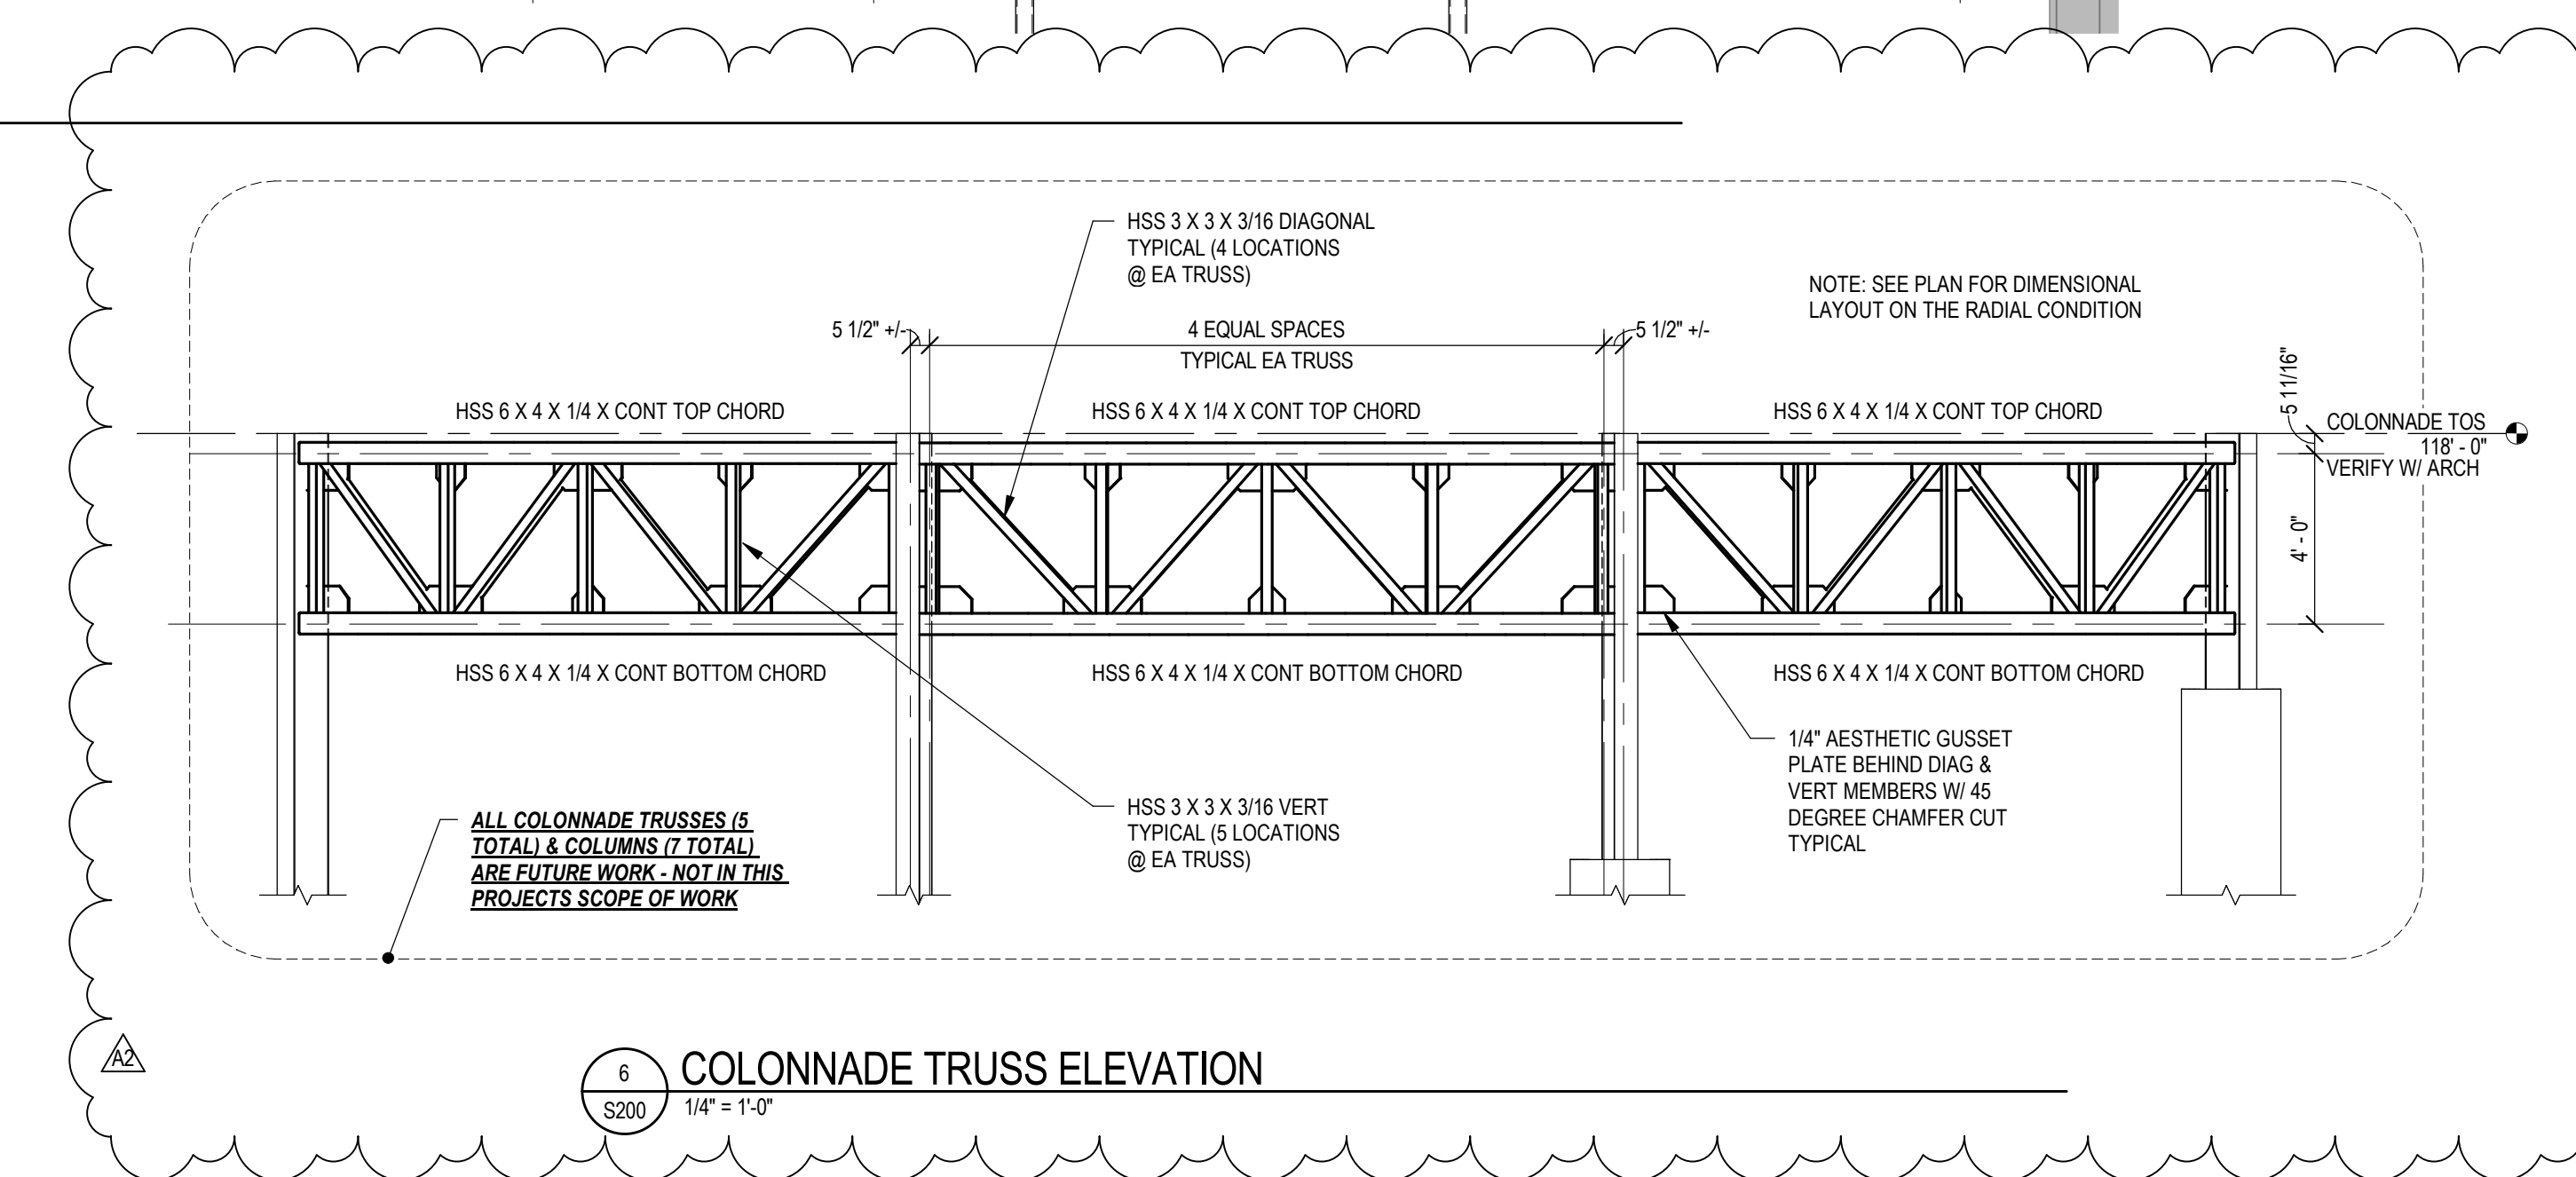 HSS 3 X 3 X 3/16 DIAGONAL
TYPICAL (4 LOCATIONS
@ EA TRUSS)
NOTE: SEE PLAN FOR DIMENSIONAL
LAYOUT ON THE RADIAL CONDITION
5 1/2" +/-
4 EQUAL SPACES
TYPICAL EA TRUSS
5 1/2" +/-
5 11/16"
HSS 6 X 4 X 1/4 X CONT TOP CHORD
HSS 6 X 4 X 1/4 X CONT TOP CHORD
HSS 6 X 4 X 1/4 X CONT TOP CHORD
COLONNADE TOS
118' - 0"
VERIFY W/ ARCH
4' - 0"
HSS 6 X 4 X 1/4 X CONT BOTTOM CHORD
HSS 6 X 4 X 1/4 X CONT BOTTOM CHORD
HSS 6 X 4 X 1/4 X CONT BOTTOM CHORD
1/4" AESTHETIC GUSSET
PLATE BEHIND DIAG &
VERT MEMBERS W/ 45
DEGREE CHAMFER CUT
TYPICAL
HSS 3 X 3 X 3/16 VERT
TYPICAL (5 LOCATIONS
@ EA TRUSS)
ALL COLONNADE TRUSSES (5
TOTAL) & COLUMNS (7 TOTAL)
ARE FUTURE WORK - NOT IN THIS
PROJECTS SCOPE OF WORK
A2
6
S200
COLONNADE TRUSS ELEVATION
1/4" = 1'-0"